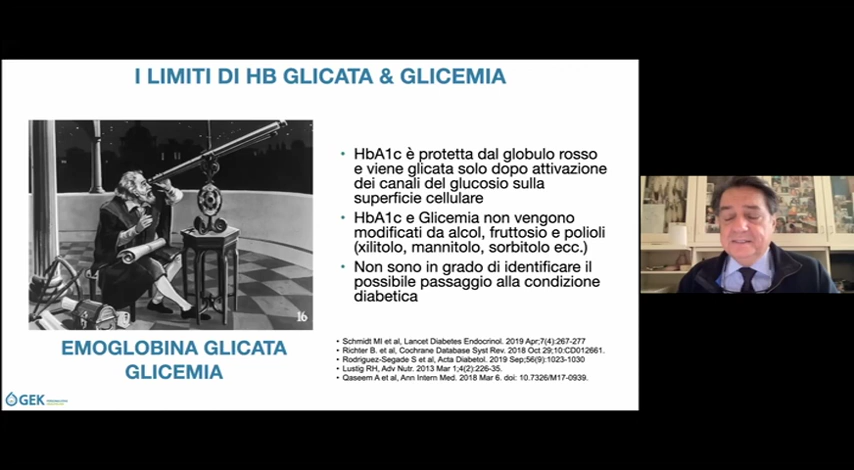 I LIMITI DI HB GLICATA & GLICEMIA
• HbA1c è protetta dal globulo rosso
e viene glicata solo dopo attivazione
dei canali del glucosio sulla
superficie cellulare
• HbA1c e Glicemia non vengono
modificati da alcol, fruttosio e polioli
(xilitolo, mannitolo, sorbitolo ecc.)
• Non sono in grado di identificare il
possibile passaggio alla condizione
diabetica
16
EMOGLOBINA GLICATA
GLICEMIA
• Schmidt MI et al, Lancet Diabetes Endocrinol. 2019 Apr;7(4):267-277
• Richter B. et al, Cochrane Database Syst Rev. 2018 Oct 29;10:CD012661.
• Rodriguez-Segade S et al, Acta Diabetol. 2019 Sep;56(9):1023-1030
• Lustig RH, Adv Nutr. 2013 Mar 1;4(2):226-35.
• Qaseem A et al, Ann Intern Med. 2018 Mar 6. doi: 10.7326/M17-0939.
GEK